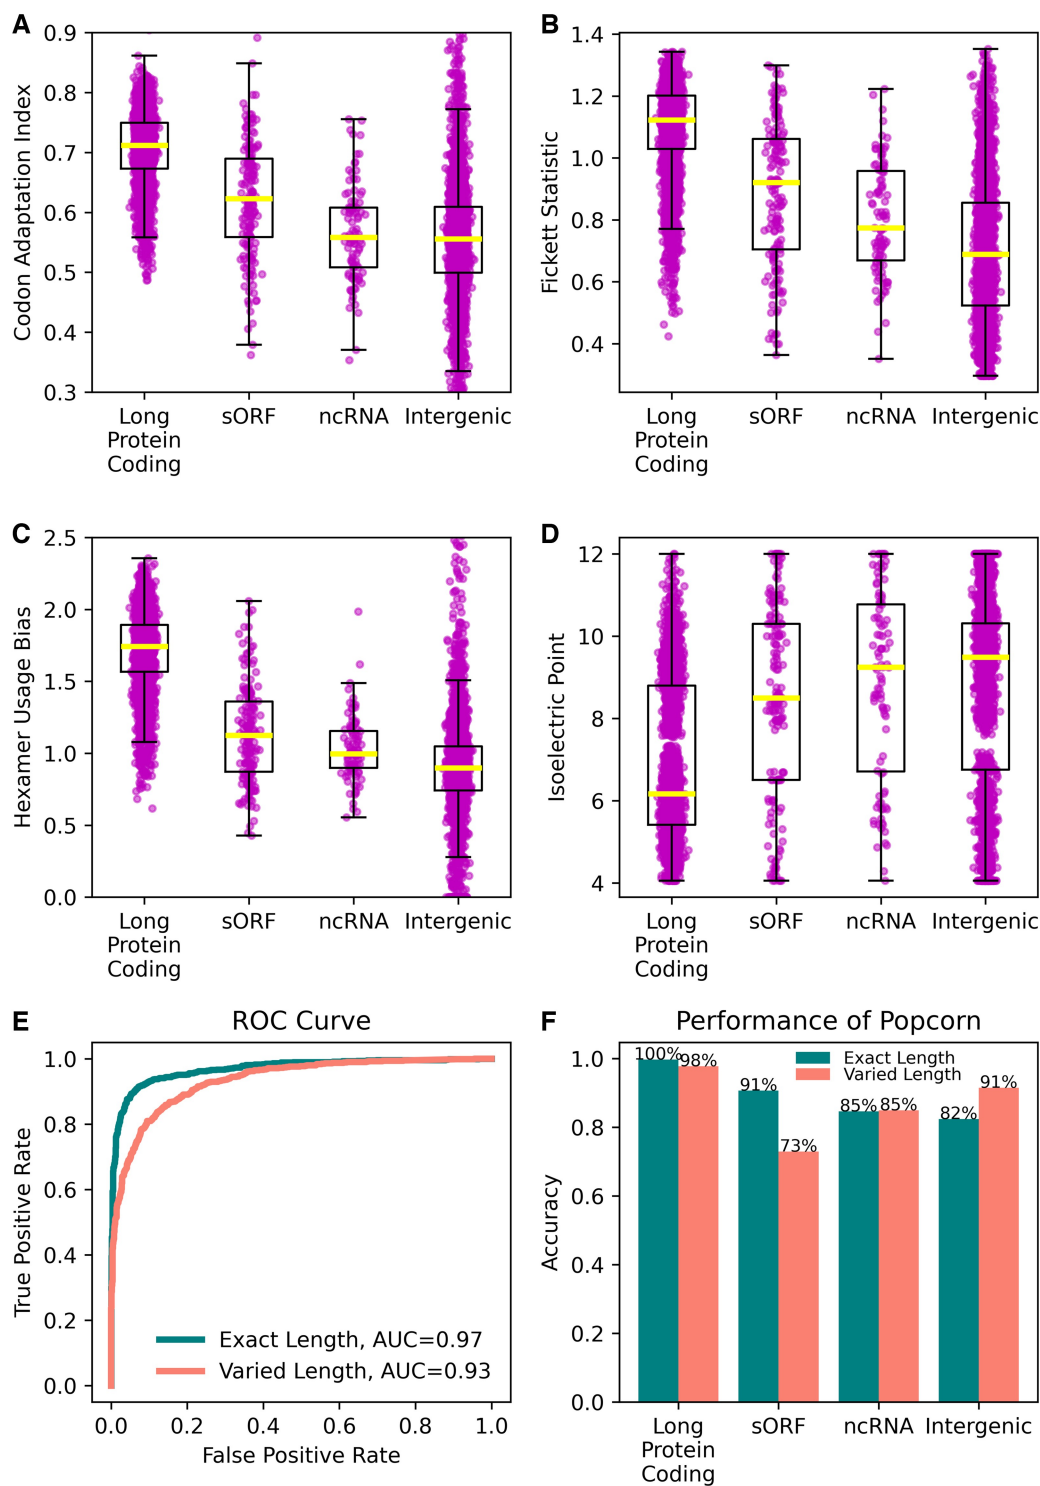 A
Codon Adaptation Index
0.9
0.8
0.7
0.6
0.5
0.4
0.3
Long
Protein
Coding
sORF
ncRNA
Intergenic
B
Fickett Statistic
1.4
1.2
1.0
0.8
0.6
0.4
Long
Protein
Coding
sORF
ncRNA
Intergenic
C
Hexamer Usage Bias
2.5
2.0
1.5
1.0
0.5
0.0
Long
Protein
Coding
sORF
ncRNA
Intergenic
D
Isoelectric Point
12
10
8
6
4
Long
Protein
Coding
sORF
ncRNA
Intergenic
E
ROC Curve
True Positive Rate
1.0
0.8
0.6
0.4
0.2
0.0
Exact Length, AUC=0.97
Varied Length, AUC=0.93
0.0 0.2 0.4 0.6 0.8 1.0
False Positive Rate
F
Performance of Popcorn
Accuracy
1.0
0.8
0.6
0.4
0.2
0.0
Exact Length
Varied Length
100% 98%
91% 73%
85% 85%
82% 91%
Long
Protein
Coding
sORF
ncRNA
Intergenic